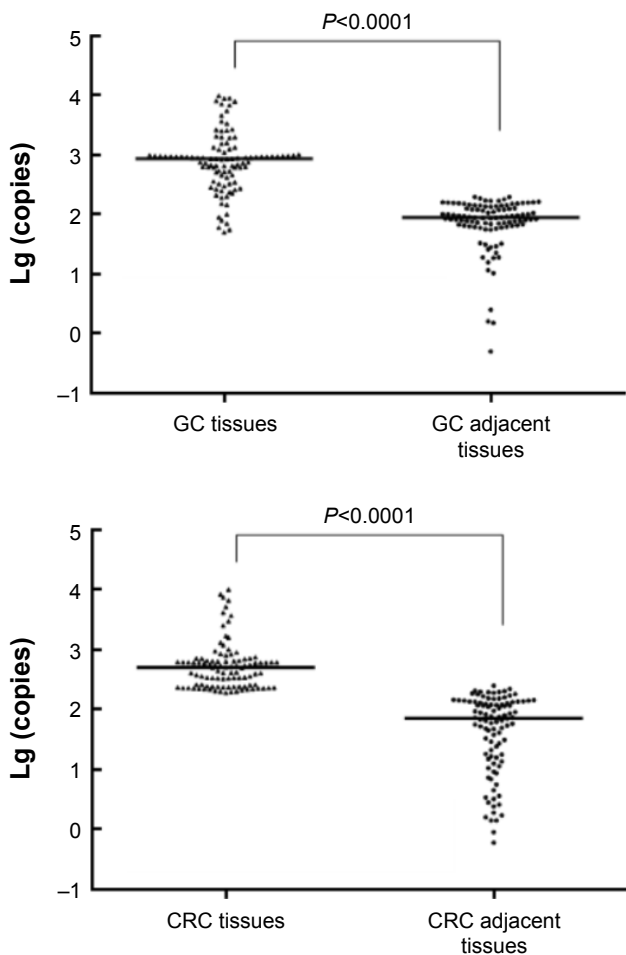 P<0.0001
5
4
3
2
1
0
–1
Lg (copies)
GC tissues
GC adjacent
tissues
P<0.0001
5
4
3
2
1
0
–1
Lg (copies)
CRC tissues
CRC adjacent
tissues